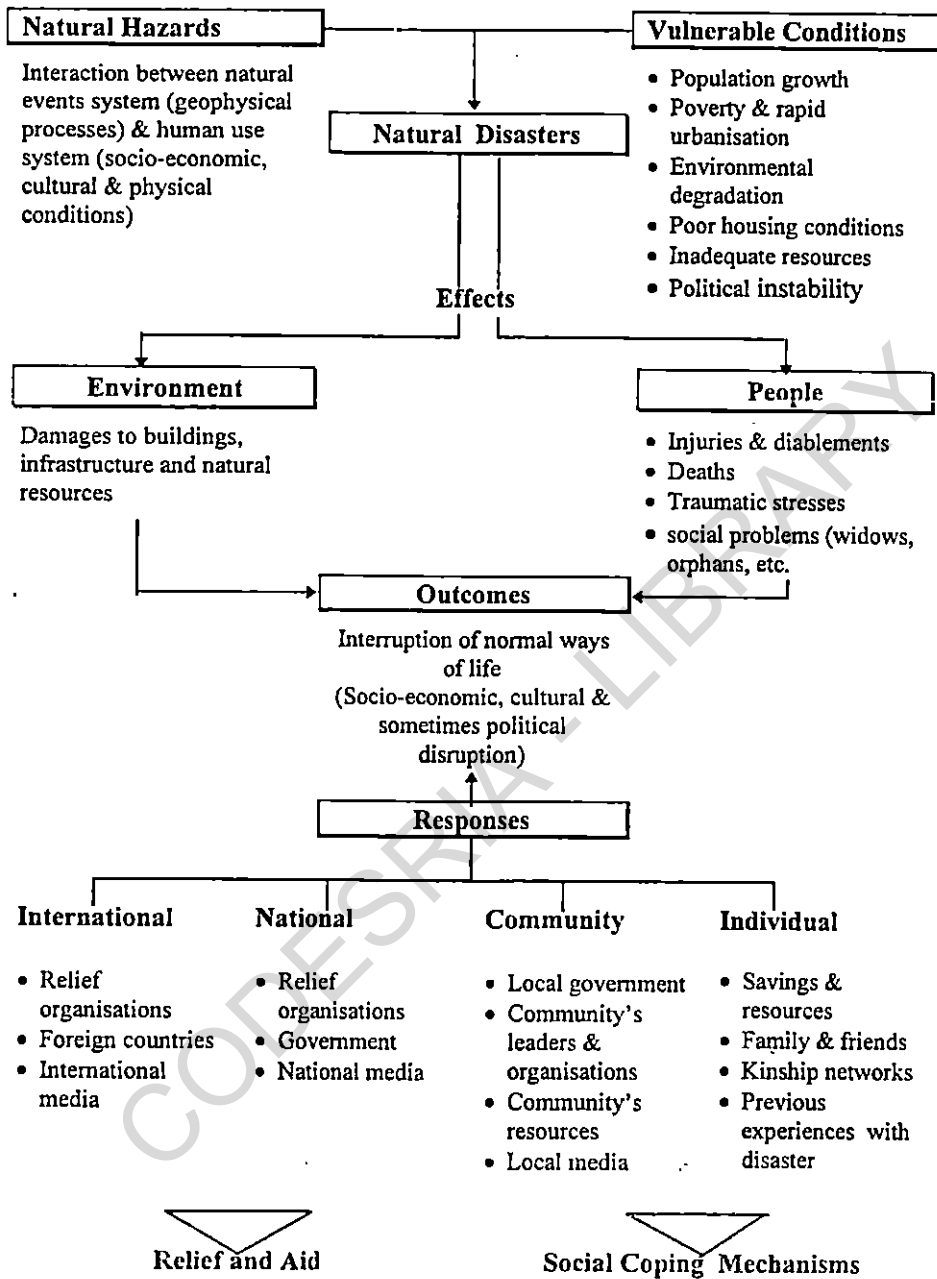 Natural Hazards
Interaction between natural
events system (geophysical
processes) & human use
system (socio-economic,
cultural & physical
conditions)
Vulnerable Conditions
• Population growth
• Poverty & rapid
urbanisation
• Environmental
degradation
• Poor housing conditions
• Inadequate resources
• Political instability
Natural Disasters
Effects
Environment
Damages to buildings,
infrastructure and natural
resources
People
• Injuries & diablements
• Deaths
• Traumatic stresses
• social problems (widows,
orphans, etc.
Outcomes
Interruption of normal ways
of life
(Socio-economic, cultural &
sometimes political
disruption)
Responses
International
• Relief
organisations
• Foreign countries
• International
media
National
• Relief
organisations
• Government
• National media
Community
• Local government
• Community's
leaders &
organisations
• Community's
resources
• Local media
Individual
• Savings &
resources
• Family & friends
• Kinship networks
• Previous
experiences with
disaster
Relief and Aid
Social Coping Mechanisms
CODESRIA - LIBRARY